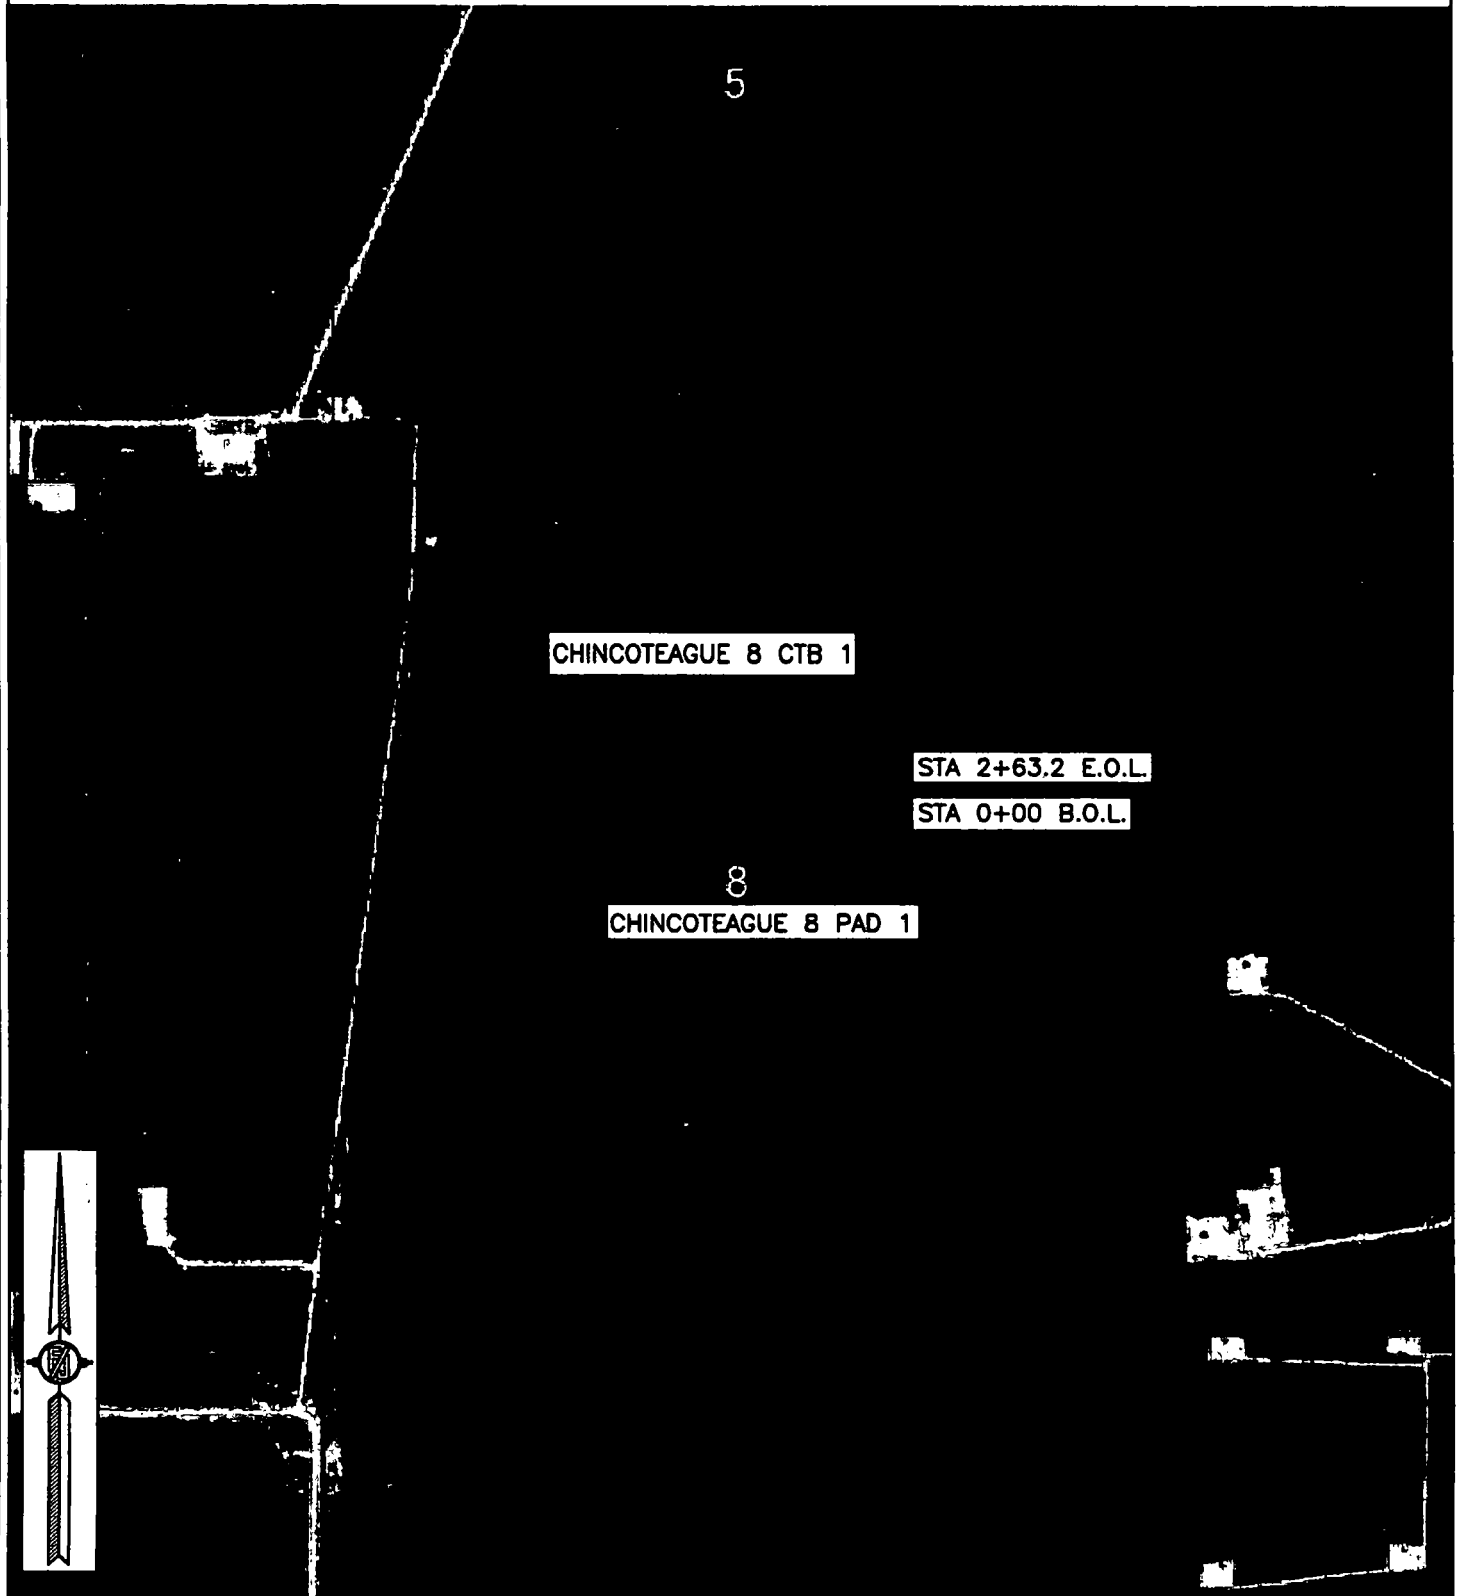 5
CHINCOTEAGUE 8 CTB 1
STA 2+63.2 E.O.L.
STA 0+00 B.O.L.
8
CHINCOTEAGUE 8 PAD 1